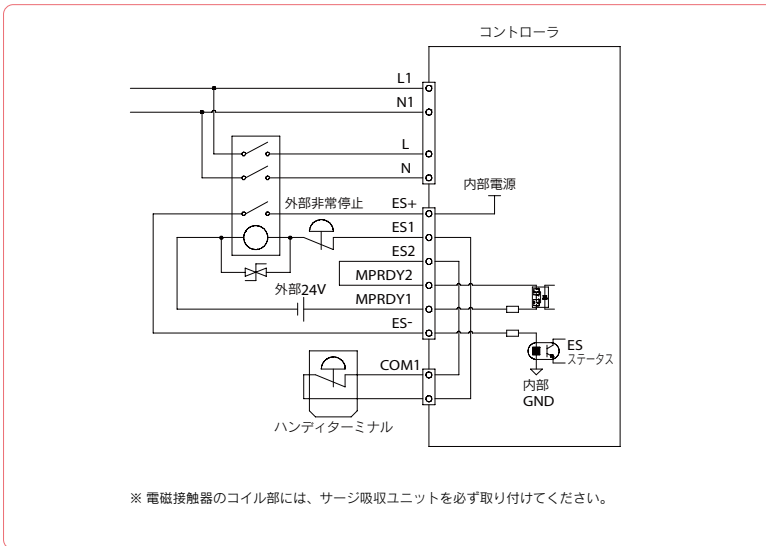 コントローラ
L1
N1
L
N
内部電源
外部非常停止
ES+
ES1
ES2
MPRDY2
外部24V
MPRDY1
ES-
ES
ステータス
COM1
内部
GND
ハンディターミナル
※ 電磁接触器のコイル部には、サージ吸収ユニットを必ず取り付けてください。